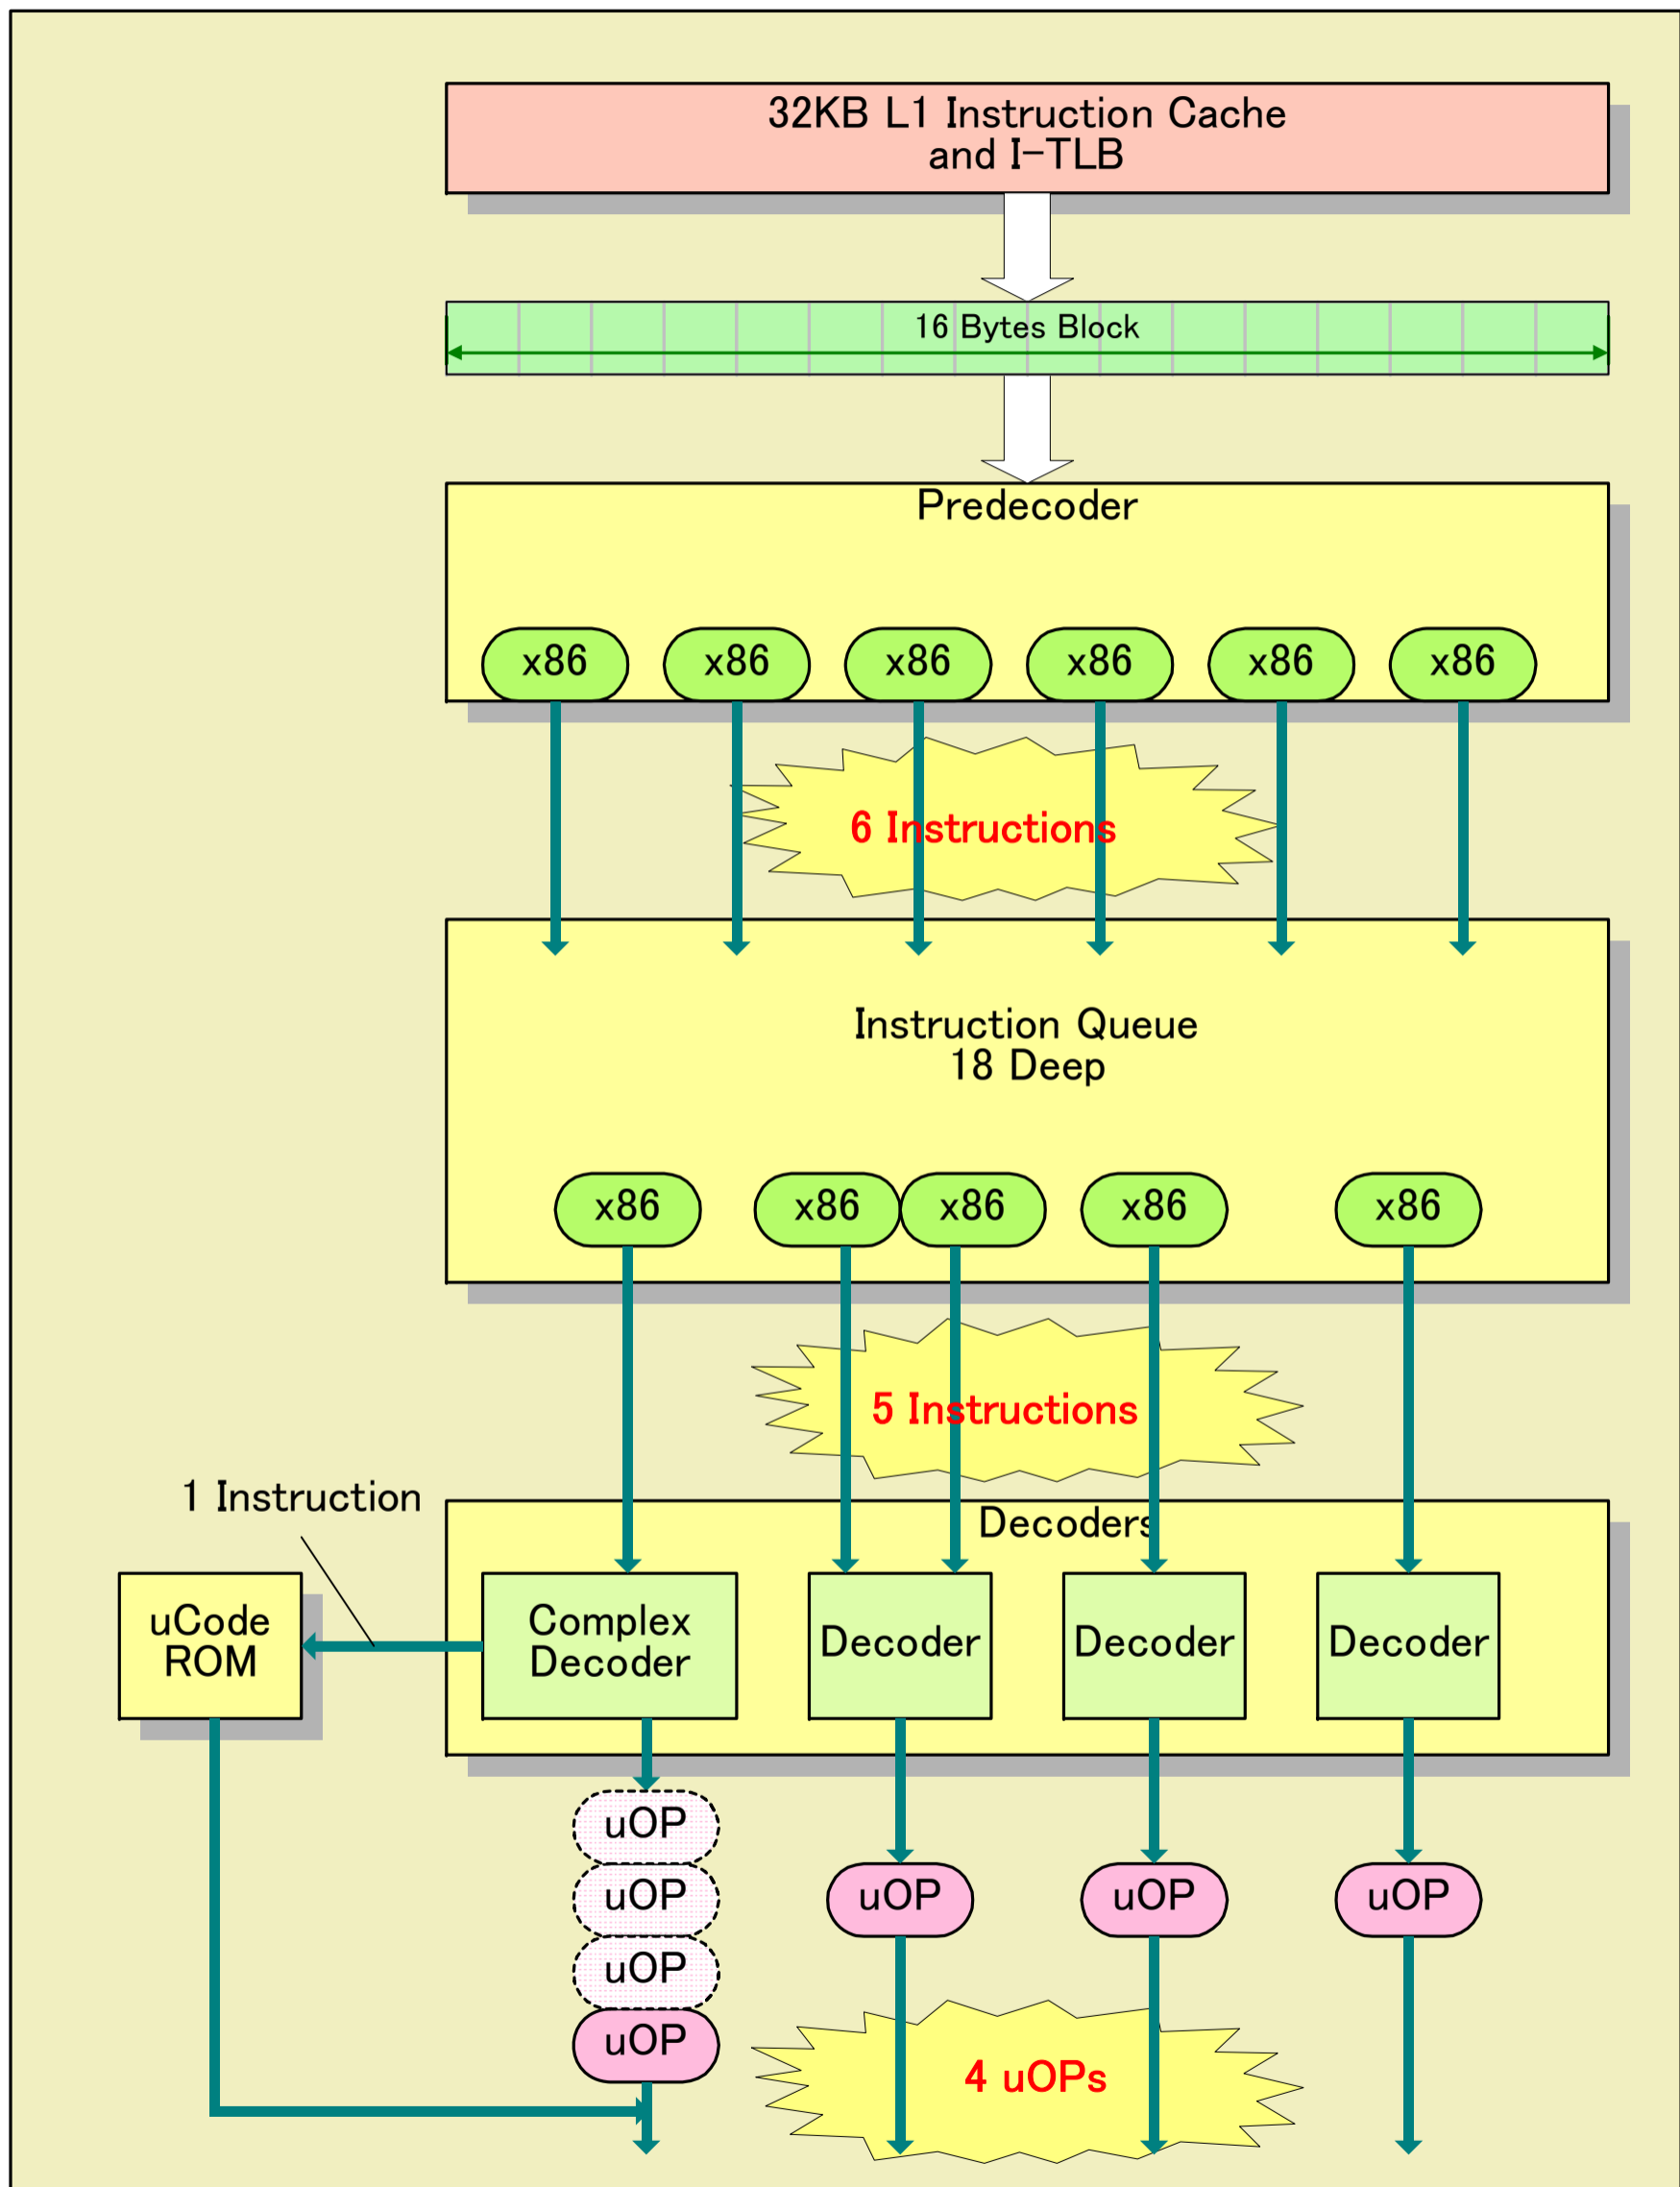 32KB L1 Instruction Cache
and I-TLB
16 Bytes Block
Predecoder
x86 x86 x86 x86 x86 x86
6 Instructions
Instruction Queue
18 Deep
x86 x86 x86 x86 x86
5 Instructions
1 Instruction
Decoders
uCode
ROM
Complex
Decoder
Decoder
Decoder
Decoder
uOP
uOP
uOP
uOP
uOP
uOP
uOP
4 uOPs